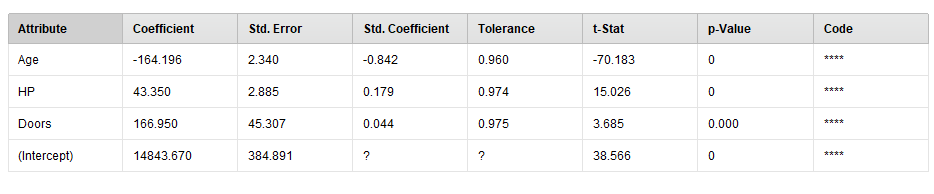 Attribute Coefficient Std. Error Std. Coefficient Tolerance t-Stat p-Value Code
Age -164.196 2.340 -0.842 0.960 -70.183 0 ****
HP 43.350 2.885 0.179 0.974 15.026 0 ****
Doors 166.950 45.307 0.044 0.975 3.685 0.000 ****
(Intercept) 14843.670 384.891 ? ? 38.566 0 ****